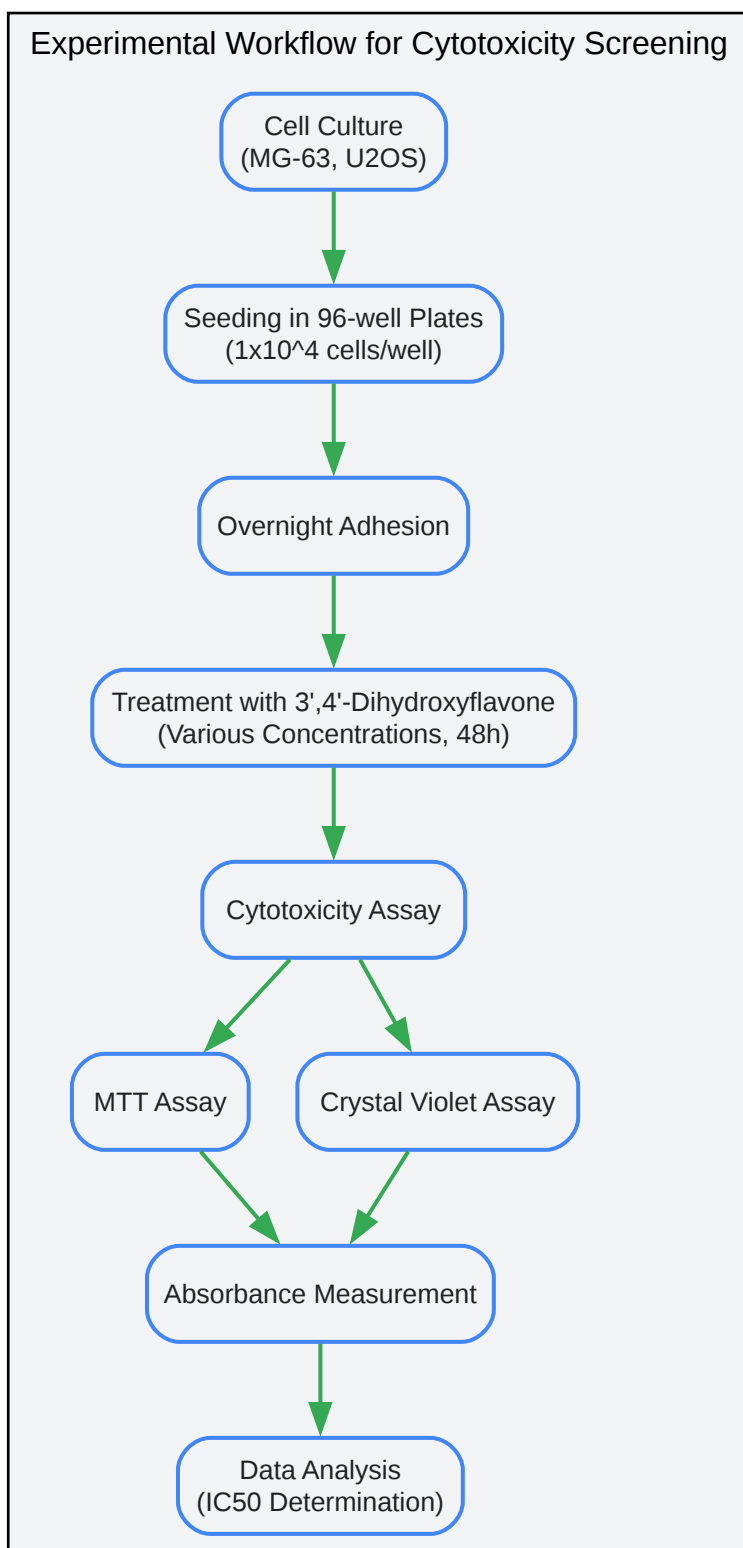 Experimental Workflow for Cytotoxicity Screening
Cell Culture
(MG-63, U2OS)
Seeding in 96-well Plates
(1x10^4 cells/well)
Overnight Adhesion
Treatment with 3',4'-Dihydroxyflavone
(Various Concentrations, 48h)
Cytotoxicity Assay
MTT Assay
Crystal Violet Assay
Absorbance Measurement
Data Analysis
(IC50 Determination)